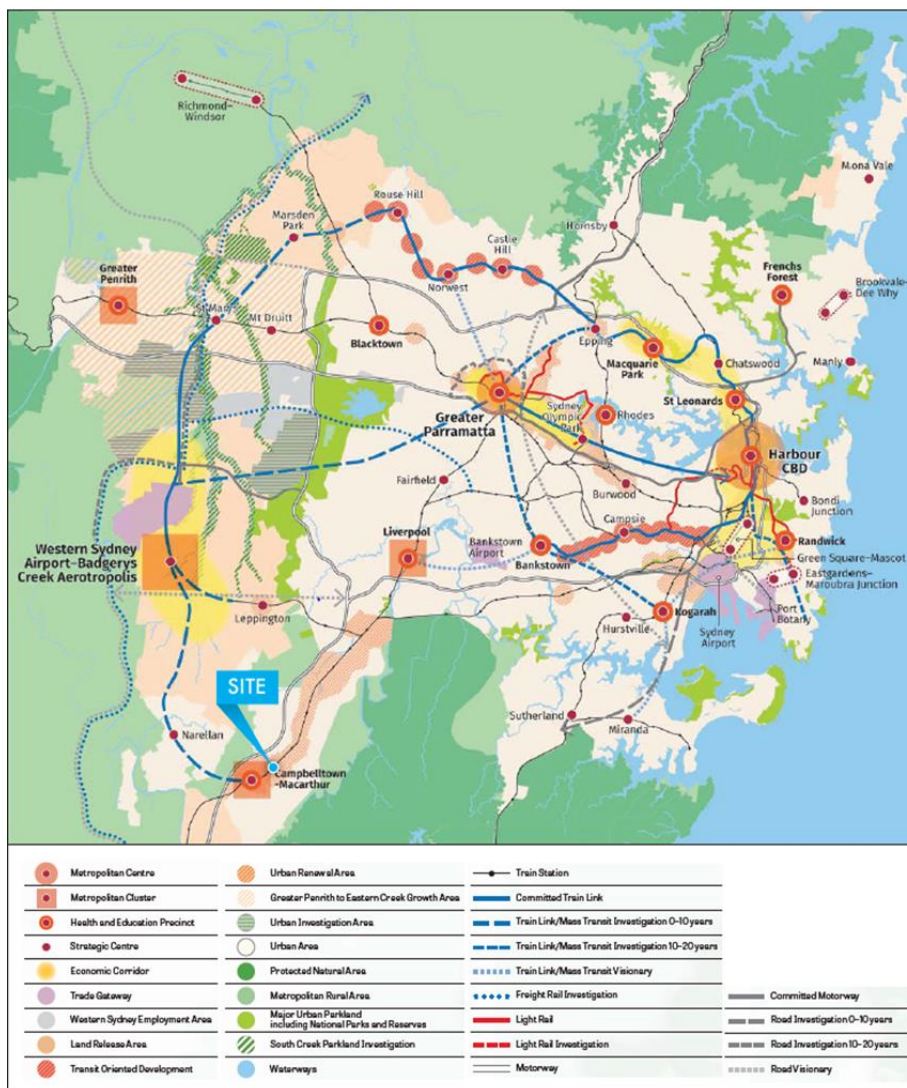 Richmond–
Windsor
Mona Vale
Rouse Hill
Marsden
Park
Hornsby
Castle
Hill
Greater
Penrith
Norwest
Frenchs
Forest
Brookvale–
Dee Why
St Marys
Mt Druitt
Blacktown
Epping
Macquarie
Park
Chatswood
Manly
St Leonards
Greater
Parramatta
Sydney
Olympic
Park
Rhodes
Harbour
CBD
Fairfield
Burwood
Bondi
Junction
Western Sydney
Airport–Badgerys
Creek Aerotropolis
Liverpool
Bankstown
Airport
Campsie
Bankstown
Randwick
Green Square–Mascot
Eastgardens–
Maroubra Junction
Leppington
Kogarah
Hurstville
Sydney
Airport
Port
Botany
SITE
Sutherland
Miranda
Narellan
Campbelltown
-Macarthur
Metropolitan Centre
Metropolitan Cluster
Health and Education Precinct
Strategic Centre
Economic Corridor
Trade Gateway
Western Sydney Employment Area
Land Release Area
Transit Oriented Development
Urban Renewal Area
Greater Penrith to Eastern Creek Growth Area
Urban Investigation Area
Urban Area
Protected Natural Area
Metropolitan Rural Area
Major Urban Parkland
including National Parks and Reserves
South Creek Parkland Investigation
Waterways
Train Station
Committed Train Link
Train Link/Mass Transit Investigation 0–10 years
Train Link/Mass Transit Investigation 10–20 years
Train Link/Mass Transit Visionary
Freight Rail Investigation
Light Rail
Light Rail Investigation
Motorway
Committed Motorway
Road Investigation 0–10 years
Road Investigation 10–20 years
Road Visionary